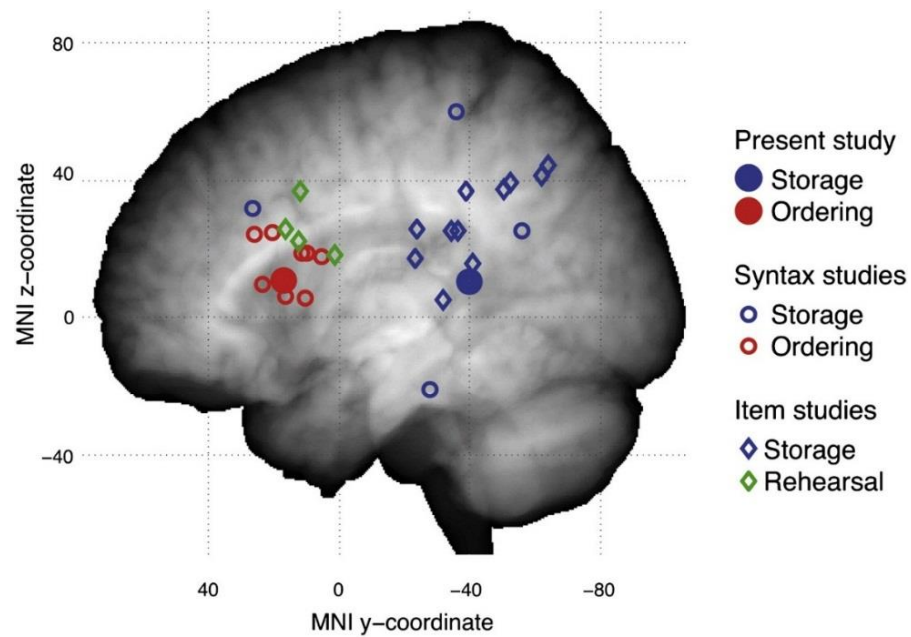 80
40
0
−40
MNI z−coordinate
40
0
−40
−80
MNI y−coordinate
Present study
Storage
Ordering
Syntax studies
Storage
Ordering
Item studies
Storage
Rehearsal